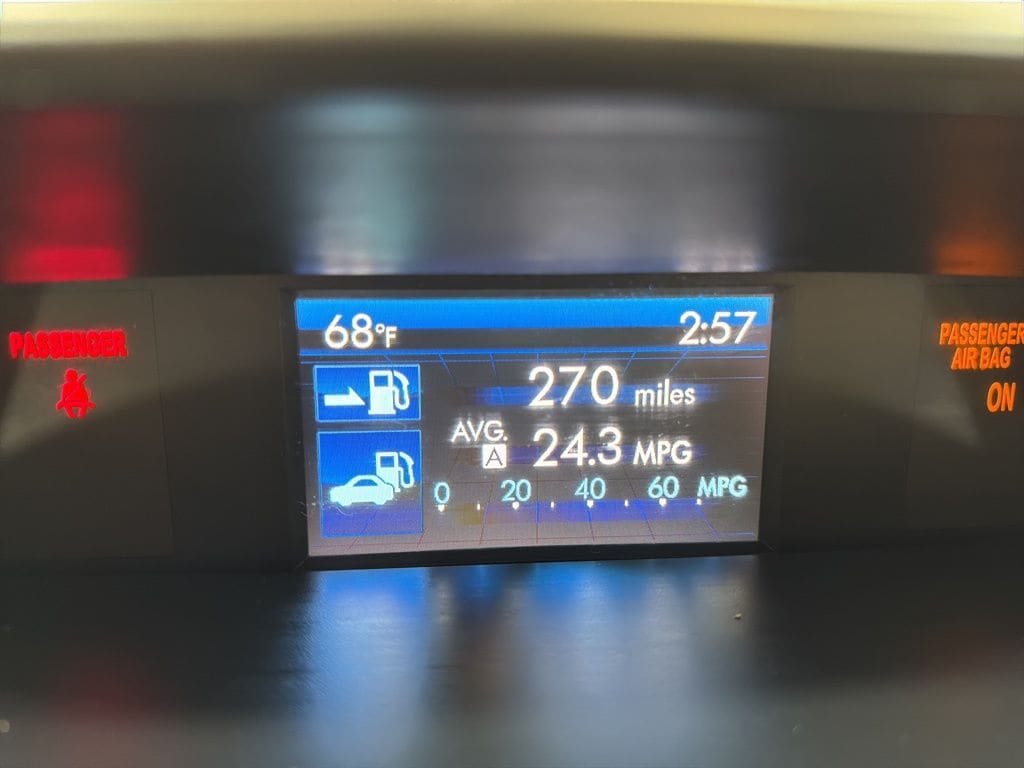 68°F 2:57
PASSENGER
270 miles
AVG. A 24.3 MPG
0 20 40 60 MPG
PASSENGER
AIR BAG
ON